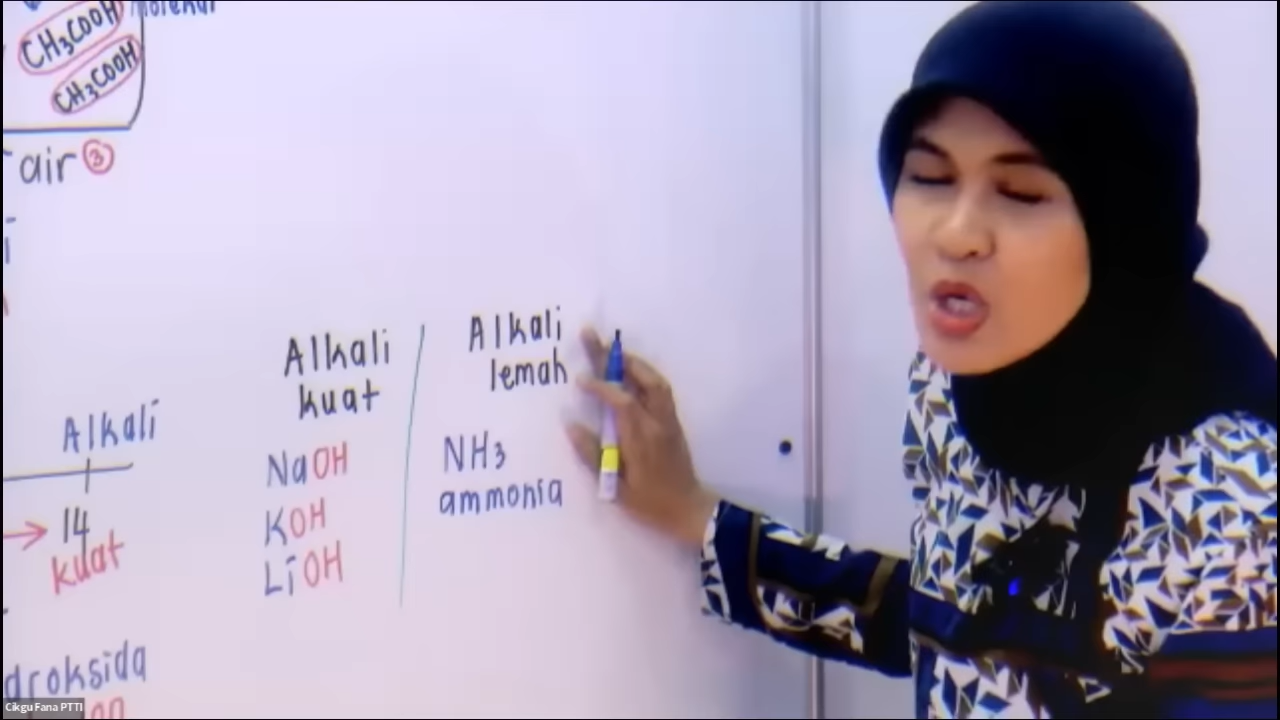 molekul
CH₃COOH
CH₃COOH
air ③
Alkali
kuat
Alkali
lemah
Alkali
NaOH
NH₃
KOH
ammonia
14
LiOH
kuat
droksida
Cikgu Fana PTTI